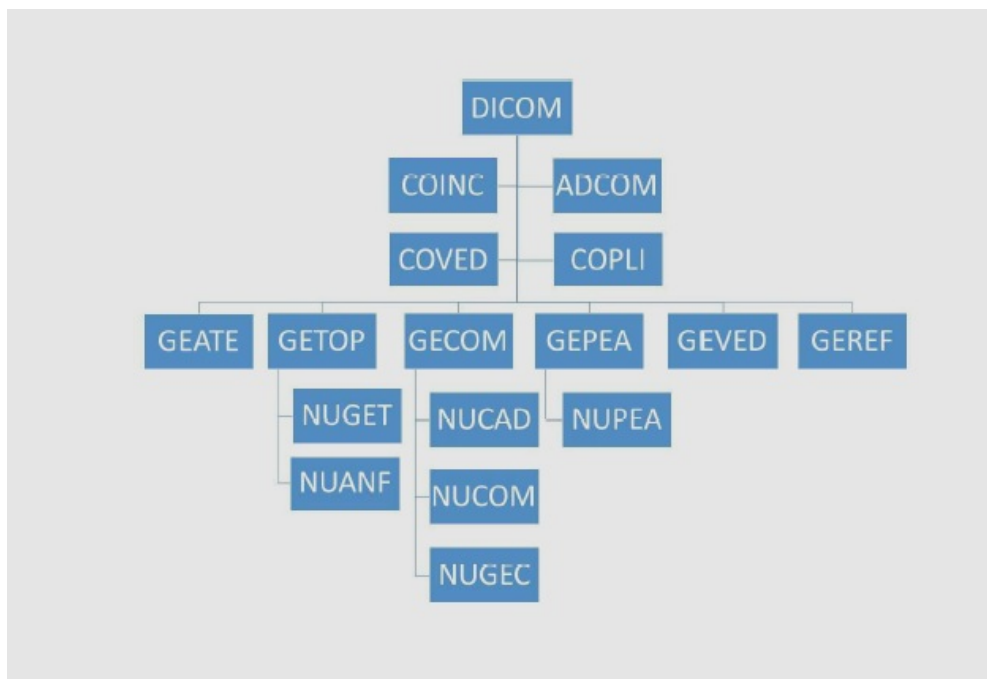 DICOM
COINC ADCOM
COVED COPLI
GEATE GETOP GECOM GEPEA GEVED GEREF
NUGET NUCAD NUPEA
NUANF NUCOM
NUGEC